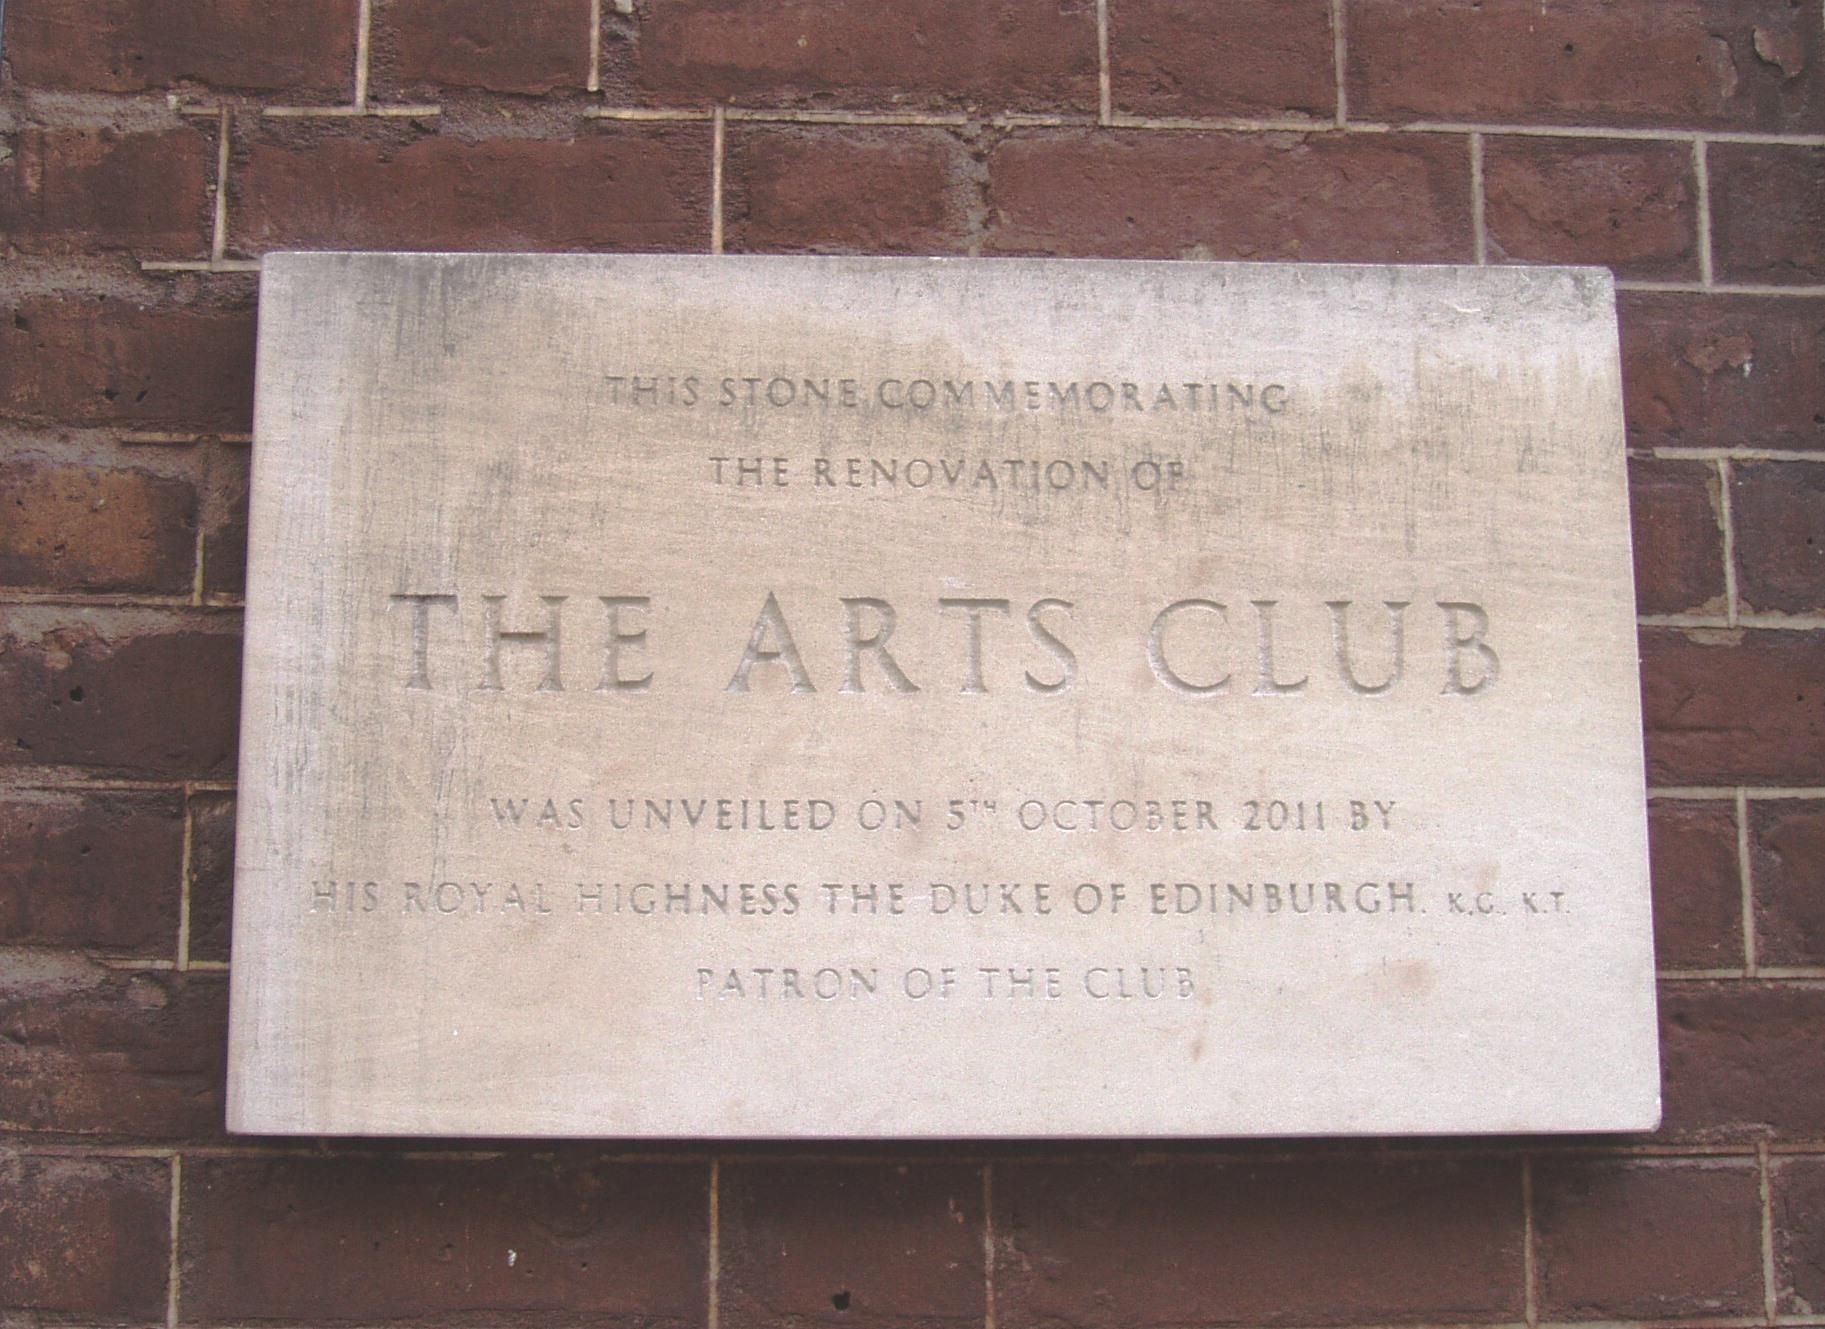 THIS STONE COMMEMORATING
THE RENOVATION OF
THE ARTS CLUB
WAS UNVEILED ON 5TH OCTOBER 2011 BY
HIS ROYAL HIGHNESS THE DUKE OF EDINBURGH. K.G., K.T.
PATRON OF THE CLUB